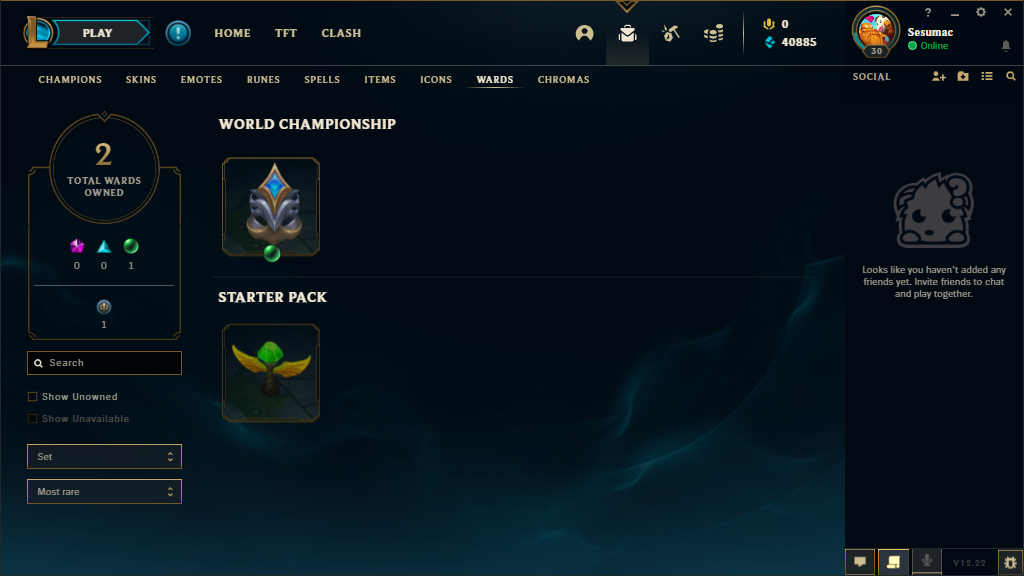 PLAY
HOME
TFT
CLASH
0
40885
?
Sesumac
Online
30
CHAMPIONS
SKINS
EMOTES
RUNES
SPELLS
ITEMS
ICONS
WARDS
CHROMAS
SOCIAL
2
TOTAL WARDS
OWNED
0
0
1
1
Search
Show Unowned
Show Unavailable
Set
Most rare
WORLD CHAMPIONSHIP
STARTER PACK
Looks like you haven't added any
friends yet. Invite friends to chat
and play together.
V12.22